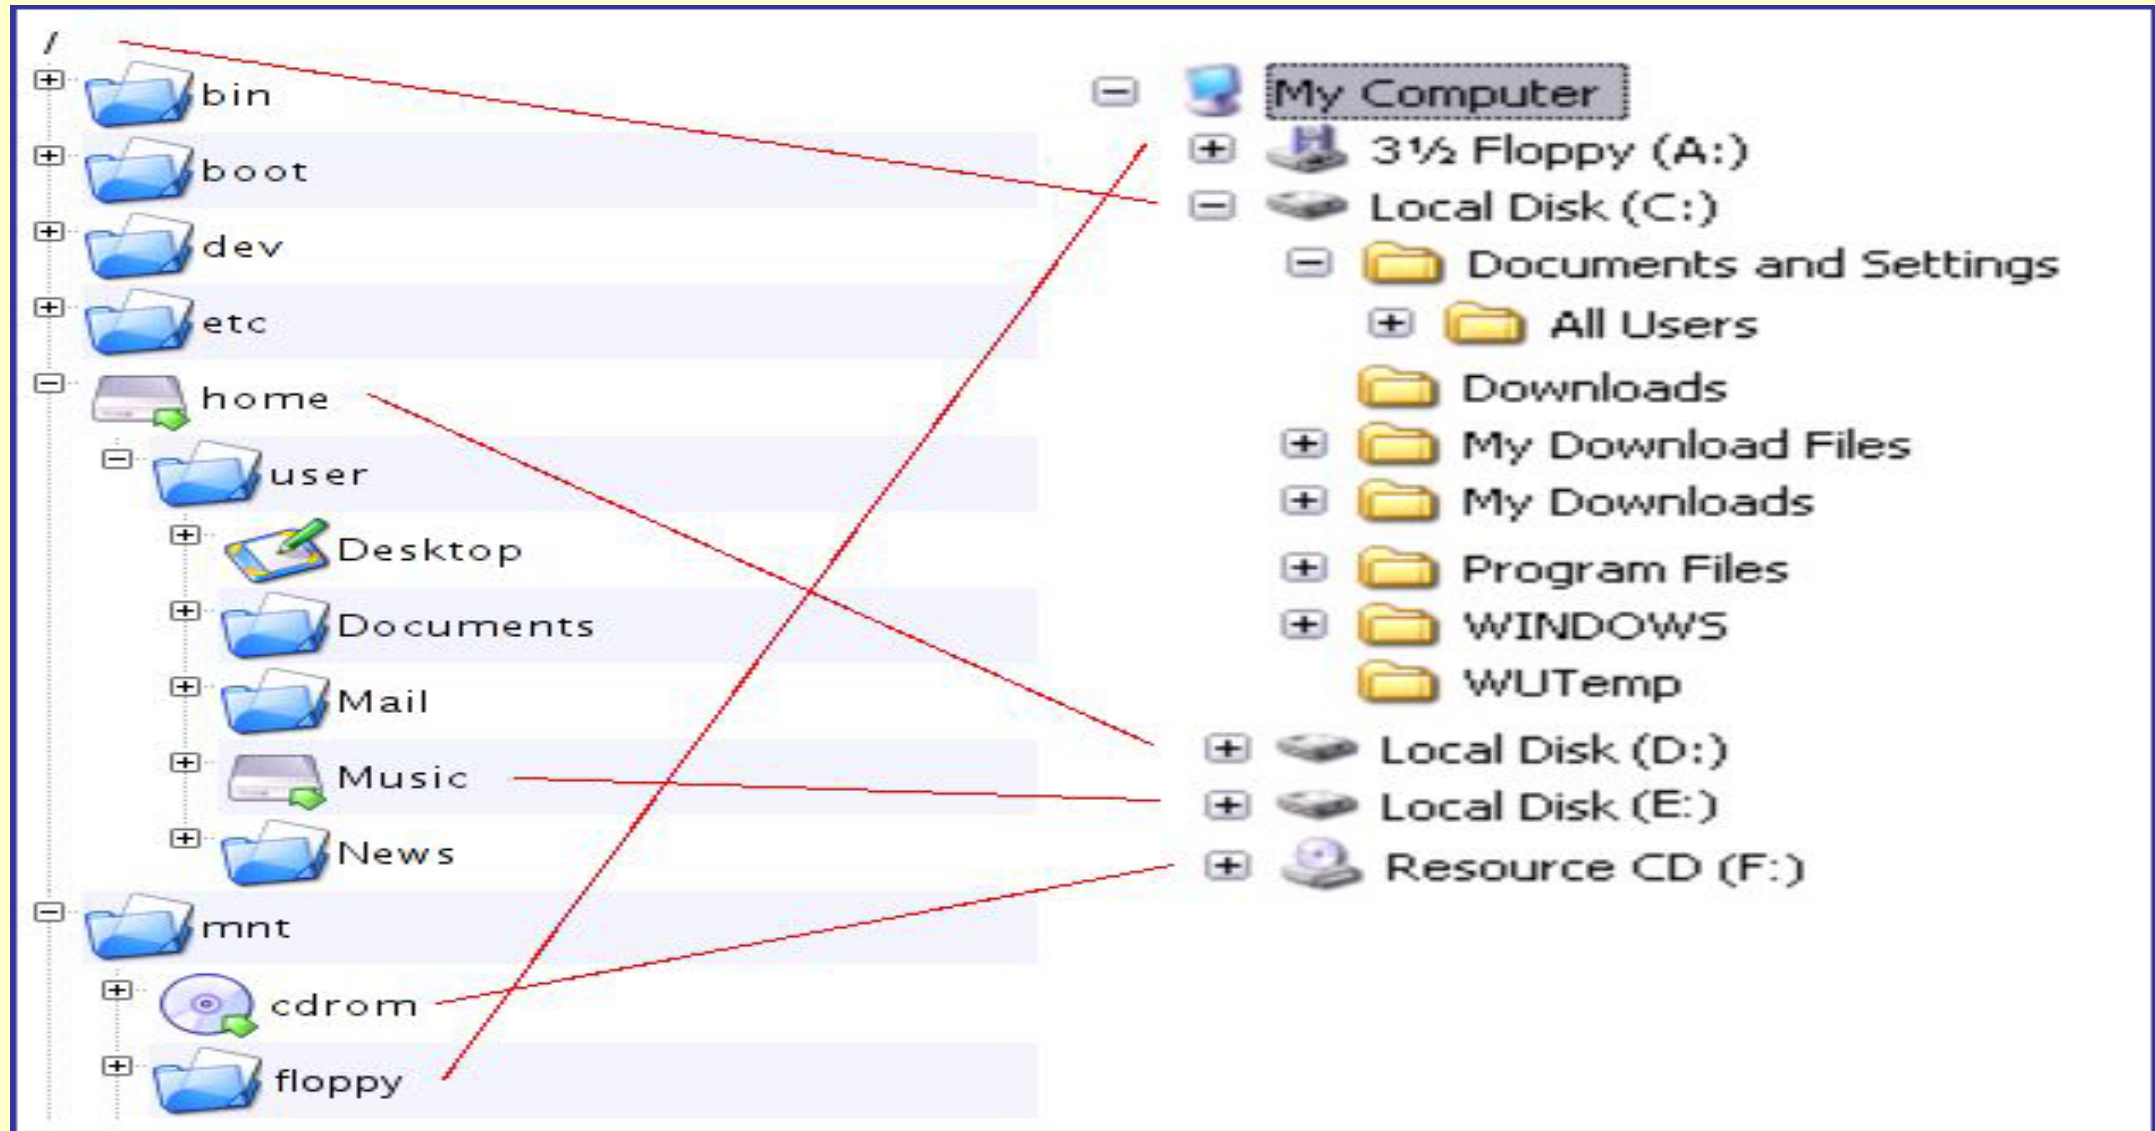 /
bin
boot
dev
etc
home
user
Desktop
Documents
Mail
Music
News
mnt
cdrom
floppy
My Computer
3½ Floppy (A:)
Local Disk (C:)
Documents and Settings
All Users
Downloads
My Download Files
My Downloads
Program Files
WINDOWS
WUTemp
Local Disk (D:)
Local Disk (E:)
Resource CD (F:)